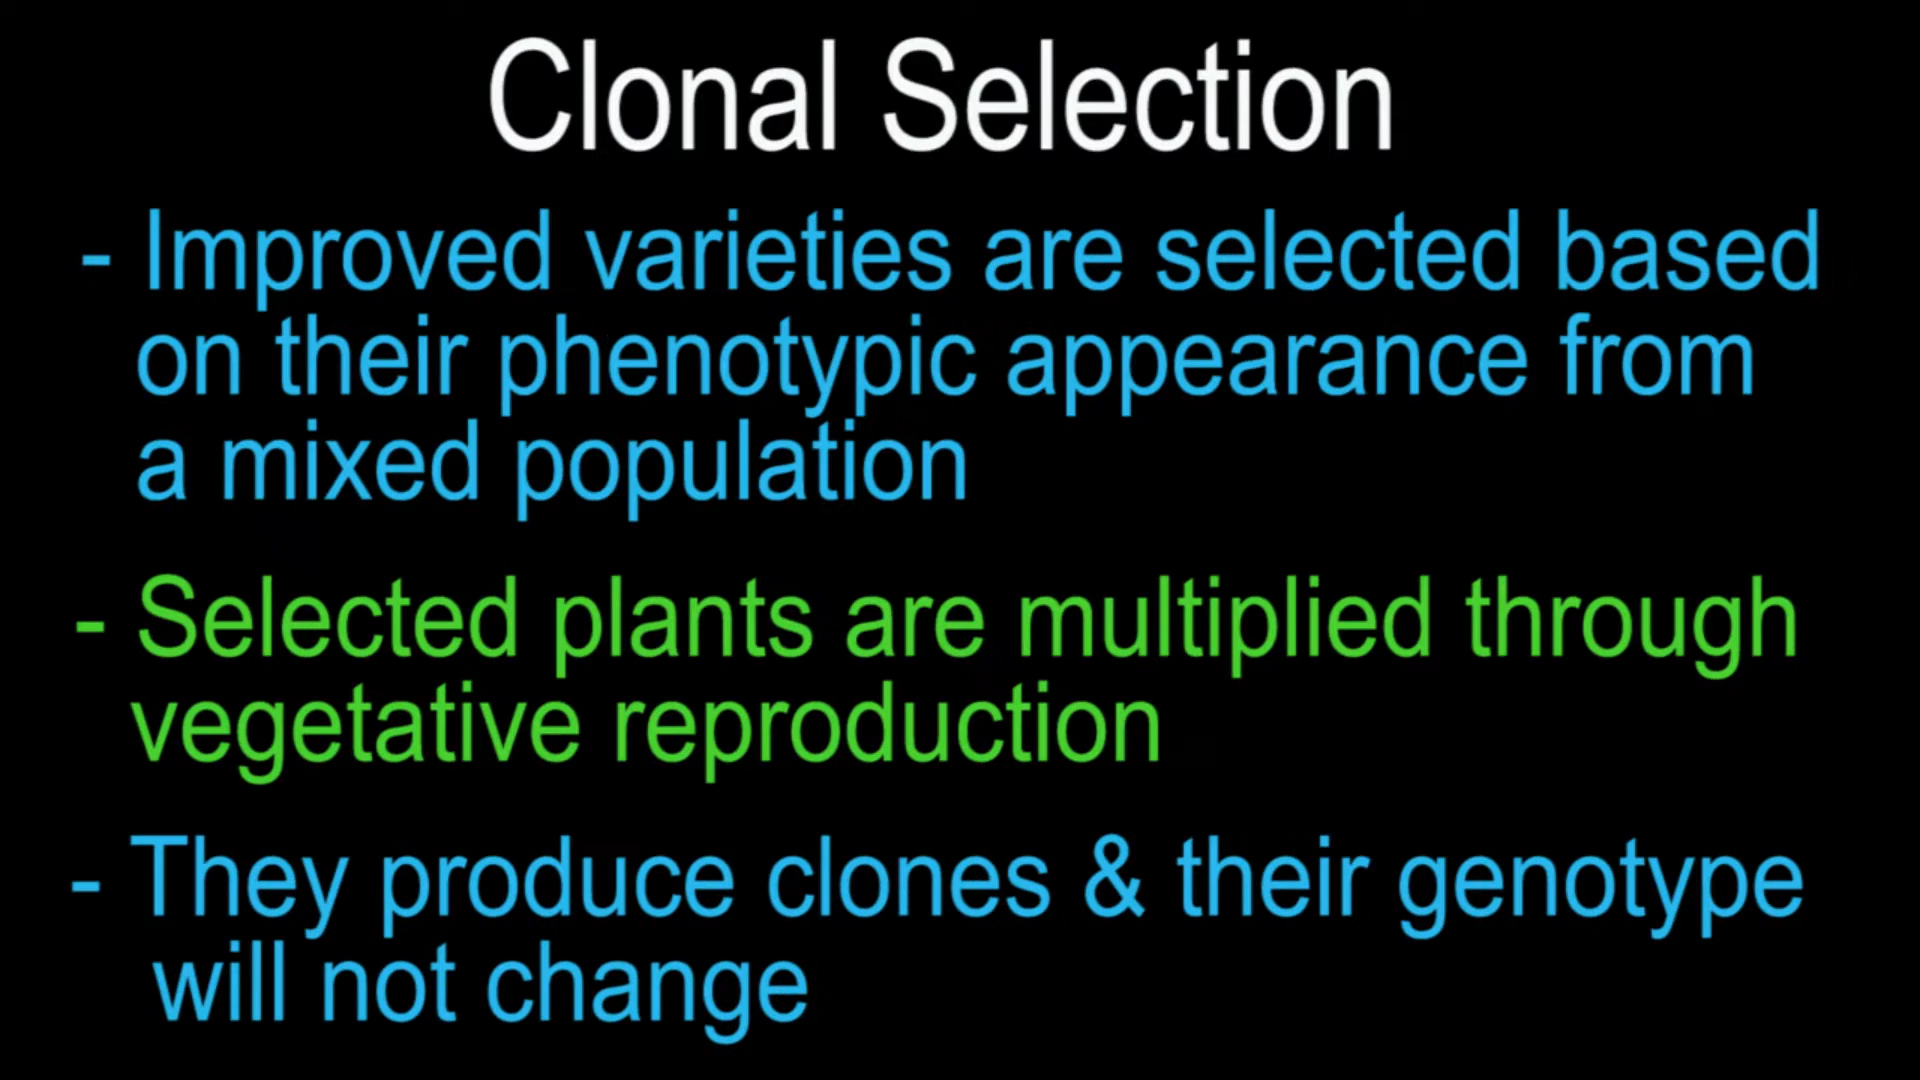 Clonal Selection
- Improved varieties are selected based
on their phenotypic appearance from
a mixed population
- Selected plants are multiplied through
vegetative reproduction
- They produce clones & their genotype
will not change